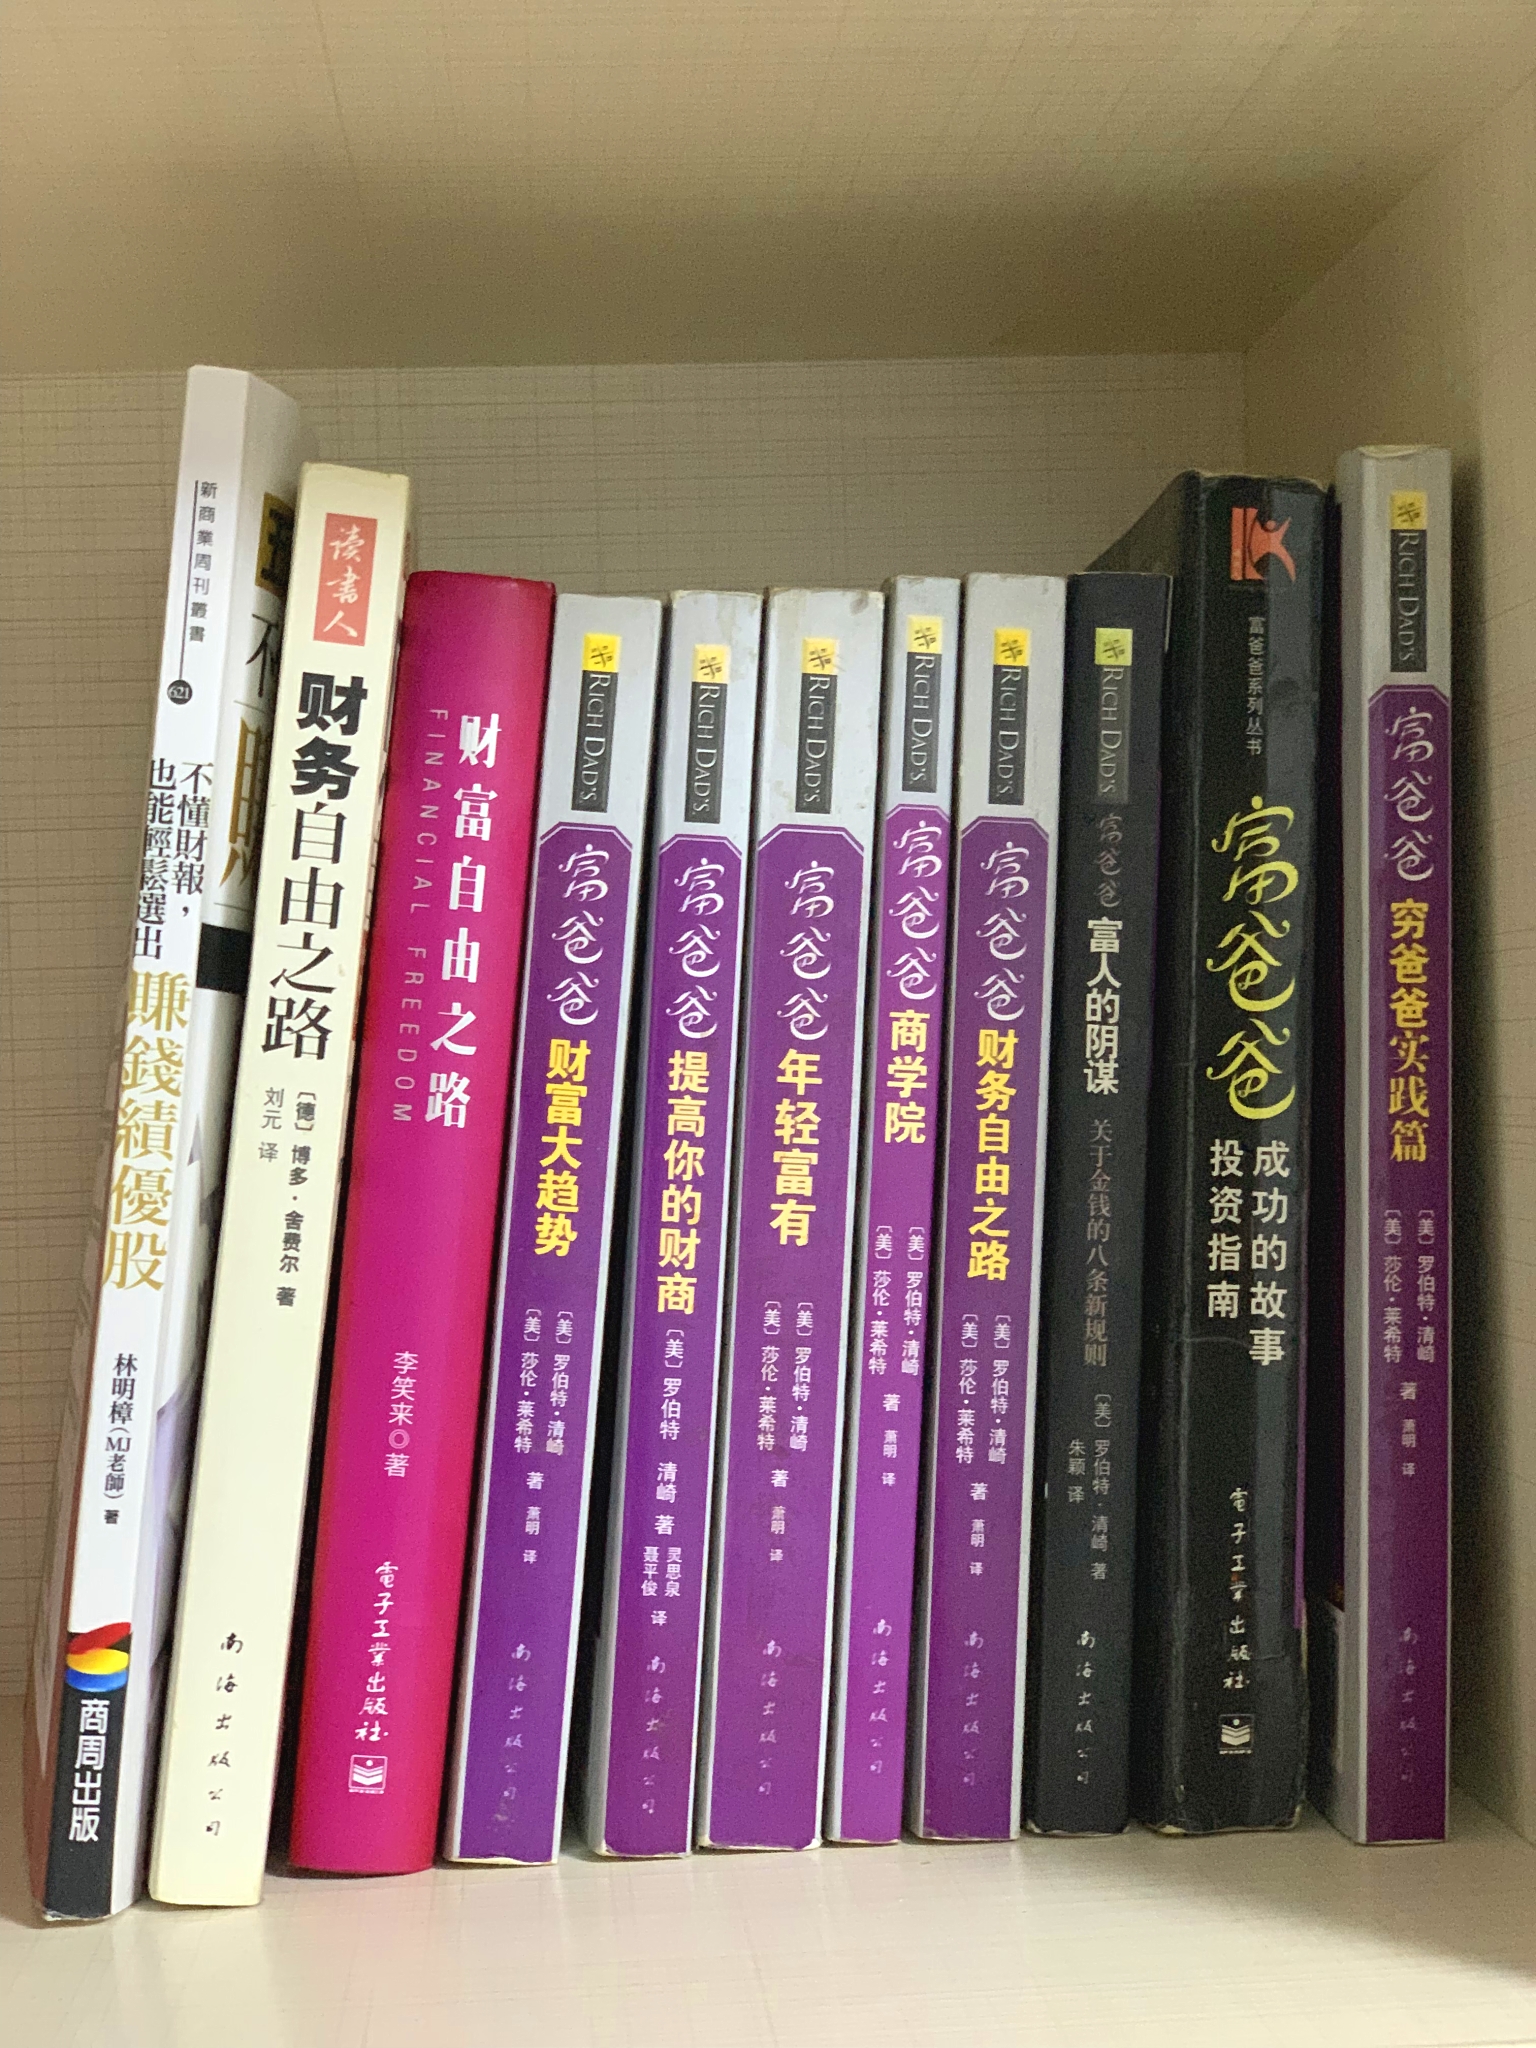 新商業周刊叢書
621
不懂財報，
也能輕鬆選出
賺錢績優股
林明樟（MJ老師）著
商周出版
读書人
财务自由之路
〔德〕博多·舍费尔 著
刘元 译
南海出版公司
财富自由之路
FINANCIAL FREEDOM
李笑来◎著
電子工業出版社
RICH DAD'S
富爸爸
财富大趋势
〔美〕罗伯特·清崎
〔美〕莎伦·莱希特 著
萧明 译
南海出版公司
RICH DAD'S
富爸爸
提高你的财商
〔美〕罗伯特 清崎 著
灵思泉
聂平俊 译
南海出版公司
RICH DAD'S
富爸爸
年轻富有
〔美〕罗伯特·清崎
〔美〕莎伦·莱希特 著
萧明 译
南海出版公司
RICH DAD'S
富爸爸
商学院
〔美〕罗伯特·清崎
〔美〕莎伦·莱希特 著
萧明 译
南海出版公司
RICH DAD'S
富爸爸
财务自由之路
〔美〕罗伯特·清崎
〔美〕莎伦·莱希特 著
萧明 译
南海出版公司
RICH DAD'S
富爸爸
富人的阴谋
关于金钱的八条新规则
〔美〕罗伯特·清崎 著
朱颖 译
南海出版公司
富爸爸系列丛书
富爸爸
成功的故事
投资指南
電子工業出版社
RICH DAD'S
富爸爸
穷爸爸实践篇
〔美〕罗伯特·清崎
〔美〕莎伦·莱希特 著
萧明 译
南海出版公司